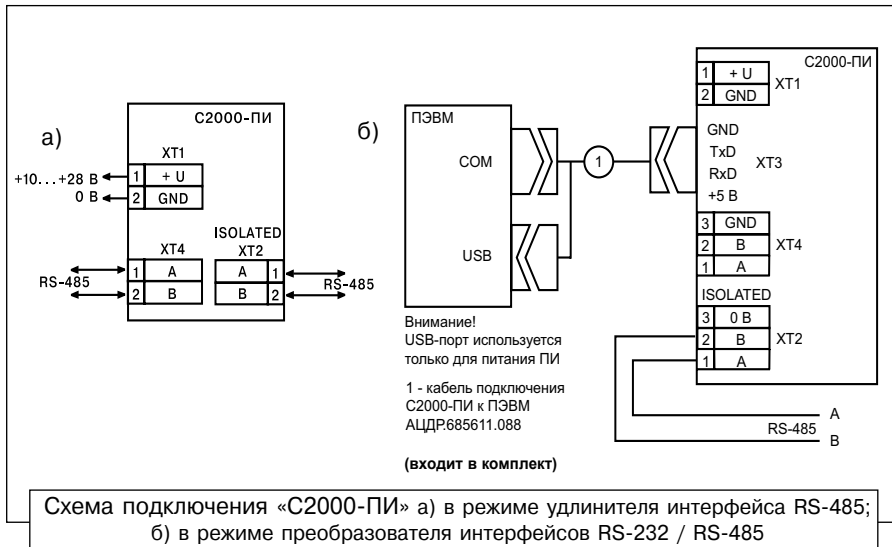 а)
С2000-ПИ
XT1
+10...+28 В
1 + U
0 В
2 GND
XT4
RS-485
1 A
2 B
ISOLATED
XT2
A 1
B 2
RS-485
б)
ПЭВМ
COM
USB
1
С2000-ПИ
1 + U
2 GND
XT1
GND
TxD
RxD
+5 В
XT3
3 GND
2 B
1 A
XT4
ISOLATED
3 0 В
2 B
1 A
XT2
A
RS-485
B
Внимание!
USB-порт используется
только для питания ПИ
1 - кабель подключения
С2000-ПИ к ПЭВМ
АЦДР.685611.088
(входит в комплект)
Схема подключения «С2000-ПИ» а) в режиме удлинителя интерфейса RS-485;
б) в режиме преобразователя интерфейсов RS-232 / RS-485